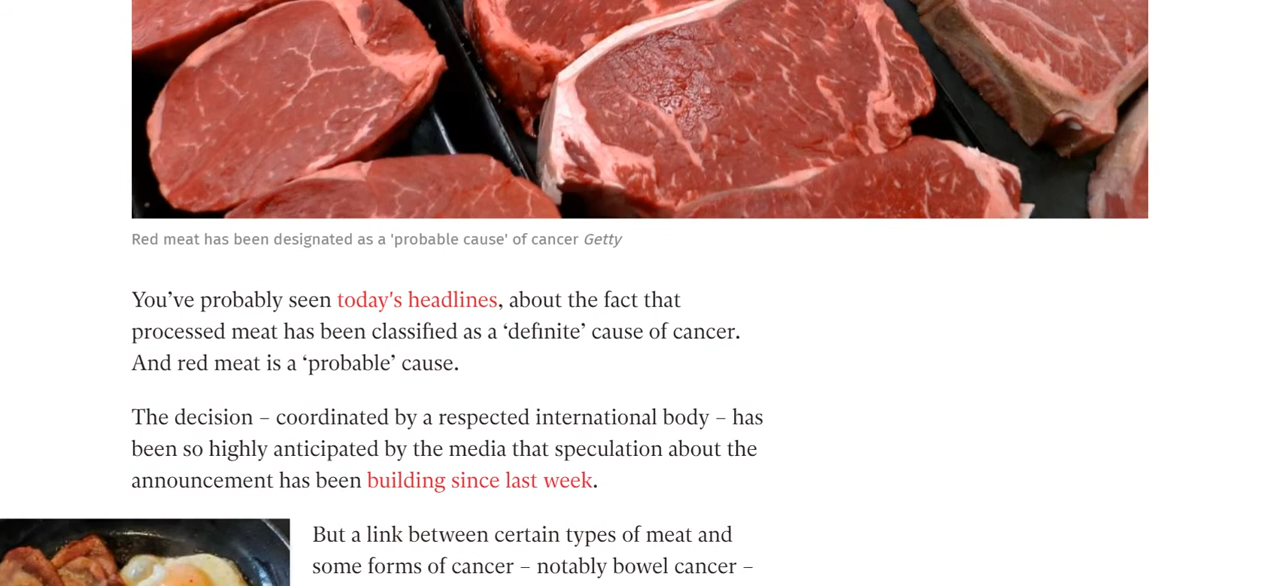 Red meat has been designated as a 'probable cause' of cancer Getty
You’ve probably seen today's headlines, about the fact that
processed meat has been classified as a ‘definite’ cause of cancer.
And red meat is a ‘probable’ cause.
The decision – coordinated by a respected international body – has
been so highly anticipated by the media that speculation about the
announcement has been building since last week.
But a link between certain types of meat and
some forms of cancer – notably bowel cancer –